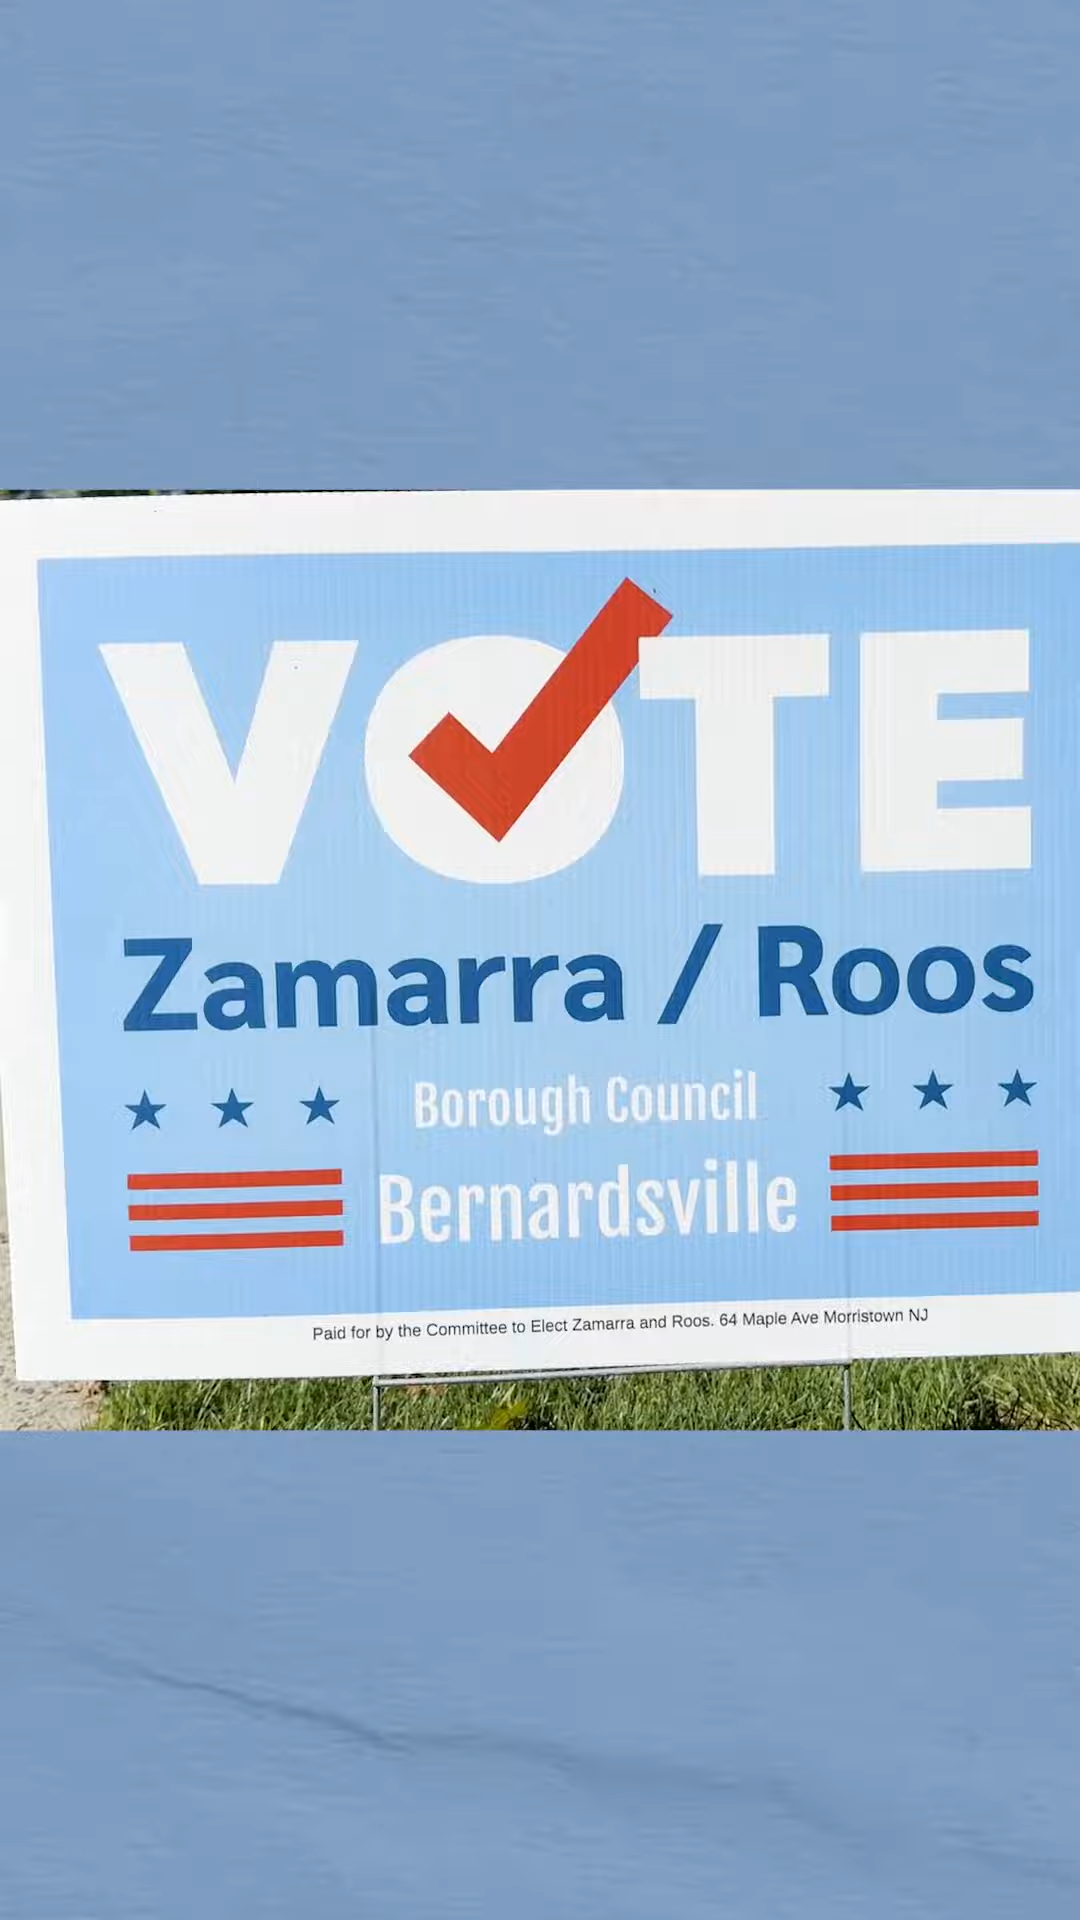 VOTE
Zamarra / Roos
Borough Council
Bernardsville
Paid for by the Committee to Elect Zamarra and Roos. 64 Maple Ave Morristown NJ